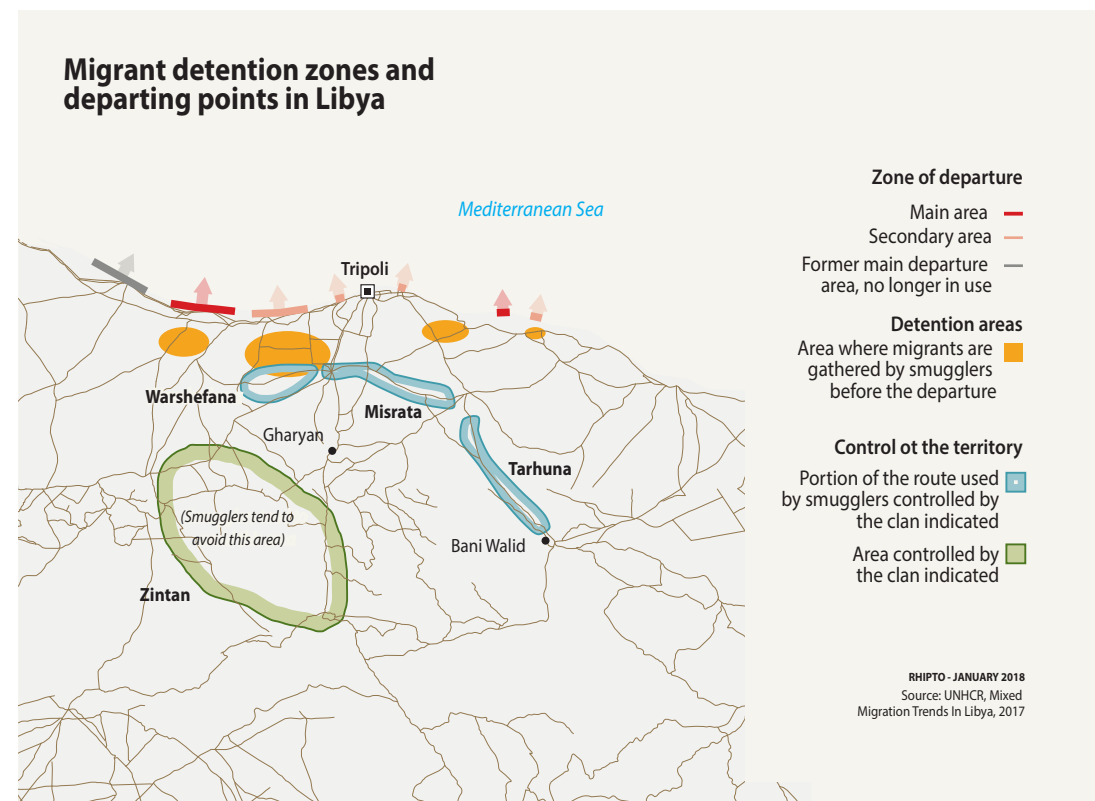 Migrant detention zones and
departing points in Libya
Mediterranean Sea
Tripoli
Warshefana
Misrata
Gharyan
Tarhuna
(Smugglers tend to
avoid this area)
Bani Walid
Zintan
Zone of departure
Main area
Secondary area
Former main departure
area, no longer in use
Detention areas
Area where migrants are
gathered by smugglers
before the departure
Control ot the territory
Portion of the route used
by smugglers controlled by
the clan indicated
Area controlled by
the clan indicated
RHIPTO - JANUARY 2018
Source: UNHCR, Mixed
Migration Trends In Libya, 2017